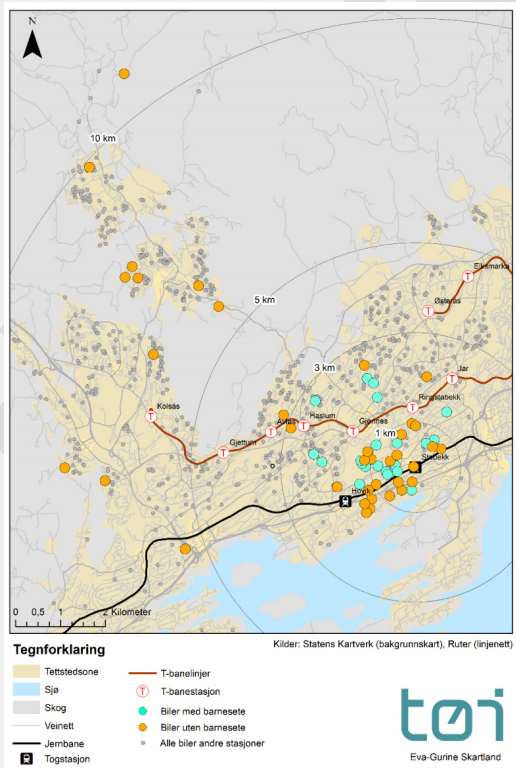 N
10 km
Eiksmarka
Østerås
5 km
3 km
Jar
Kolsås
Ringstabekk
Avløs
Haslum
Gjønnes
1 km
Gjettum
Stabekk
Høvik
0 0,5 1 2 Kilometer
Kilder: Statens Kartverk (bakgrunnskart), Ruter (linjenett)
Tegnforklaring
Tettstedsone
Sjø
Skog
Veinett
Jernbane
Togstasjon
T-banelinjer
T T-banestasjon
Biler med barnesete
Biler uten barnesete
Alle biler andre stasjoner
tøi
Eva-Gurine Skartland